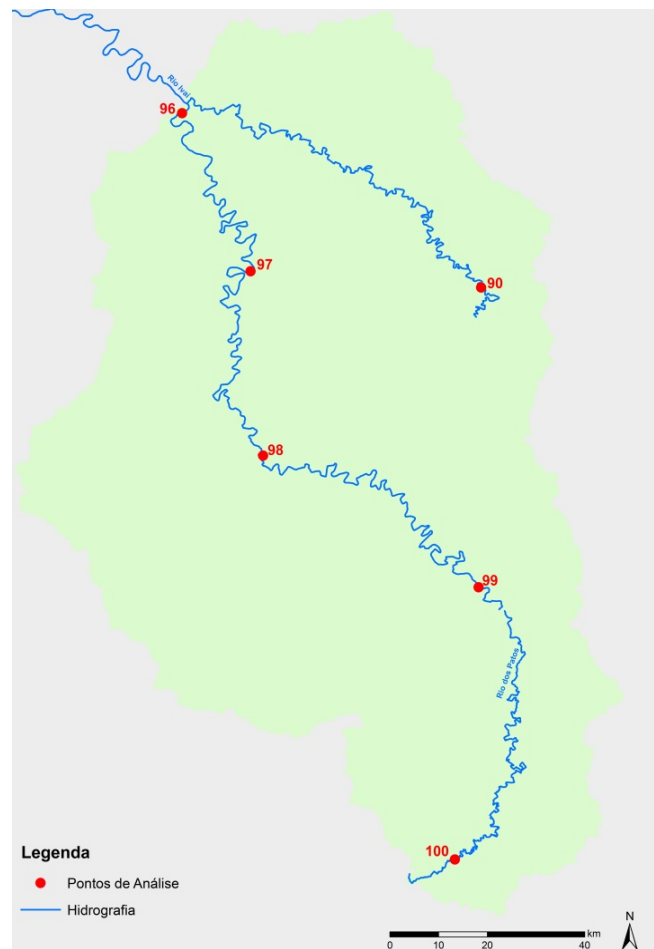 Rio Ivaí
96
97
90
98
99
Rio dos Patos
100
Legenda
Pontos de Análise
Hidrografia
km
0 10 20 40
N